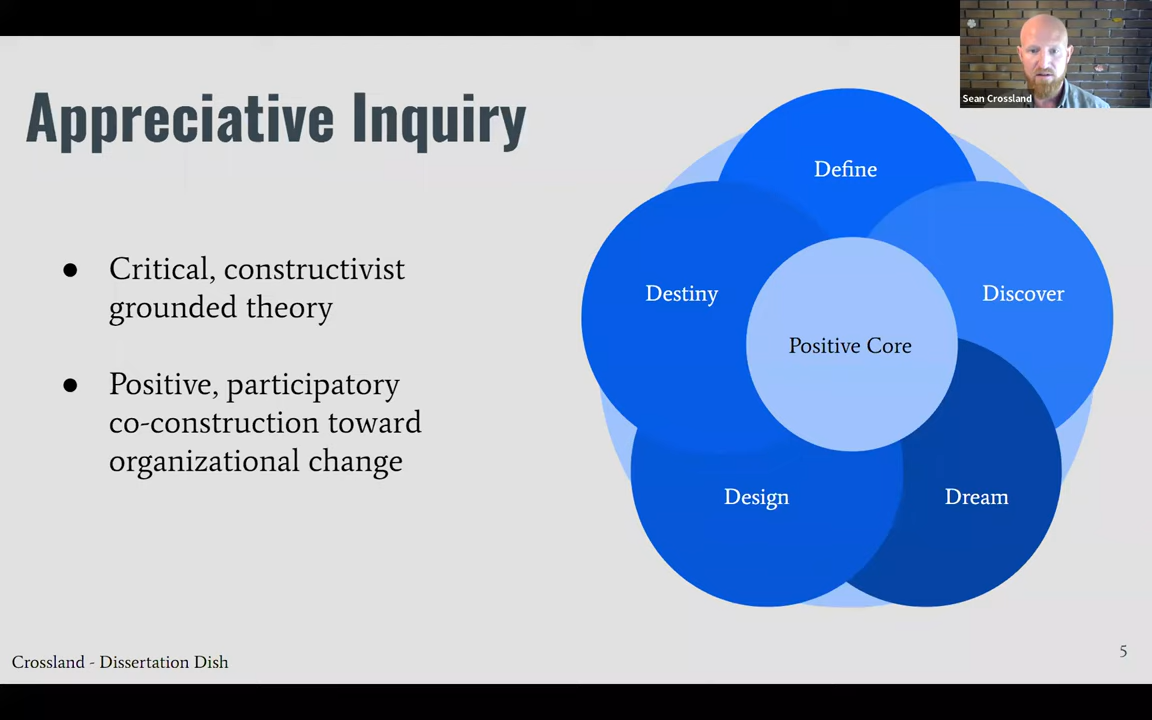 Sean Crossland
Appreciative Inquiry
● Critical, constructivist
grounded theory
● Positive, participatory
co-construction toward
organizational change
Define
Destiny
Discover
Positive Core
Design
Dream
Crossland - Dissertation Dish
5